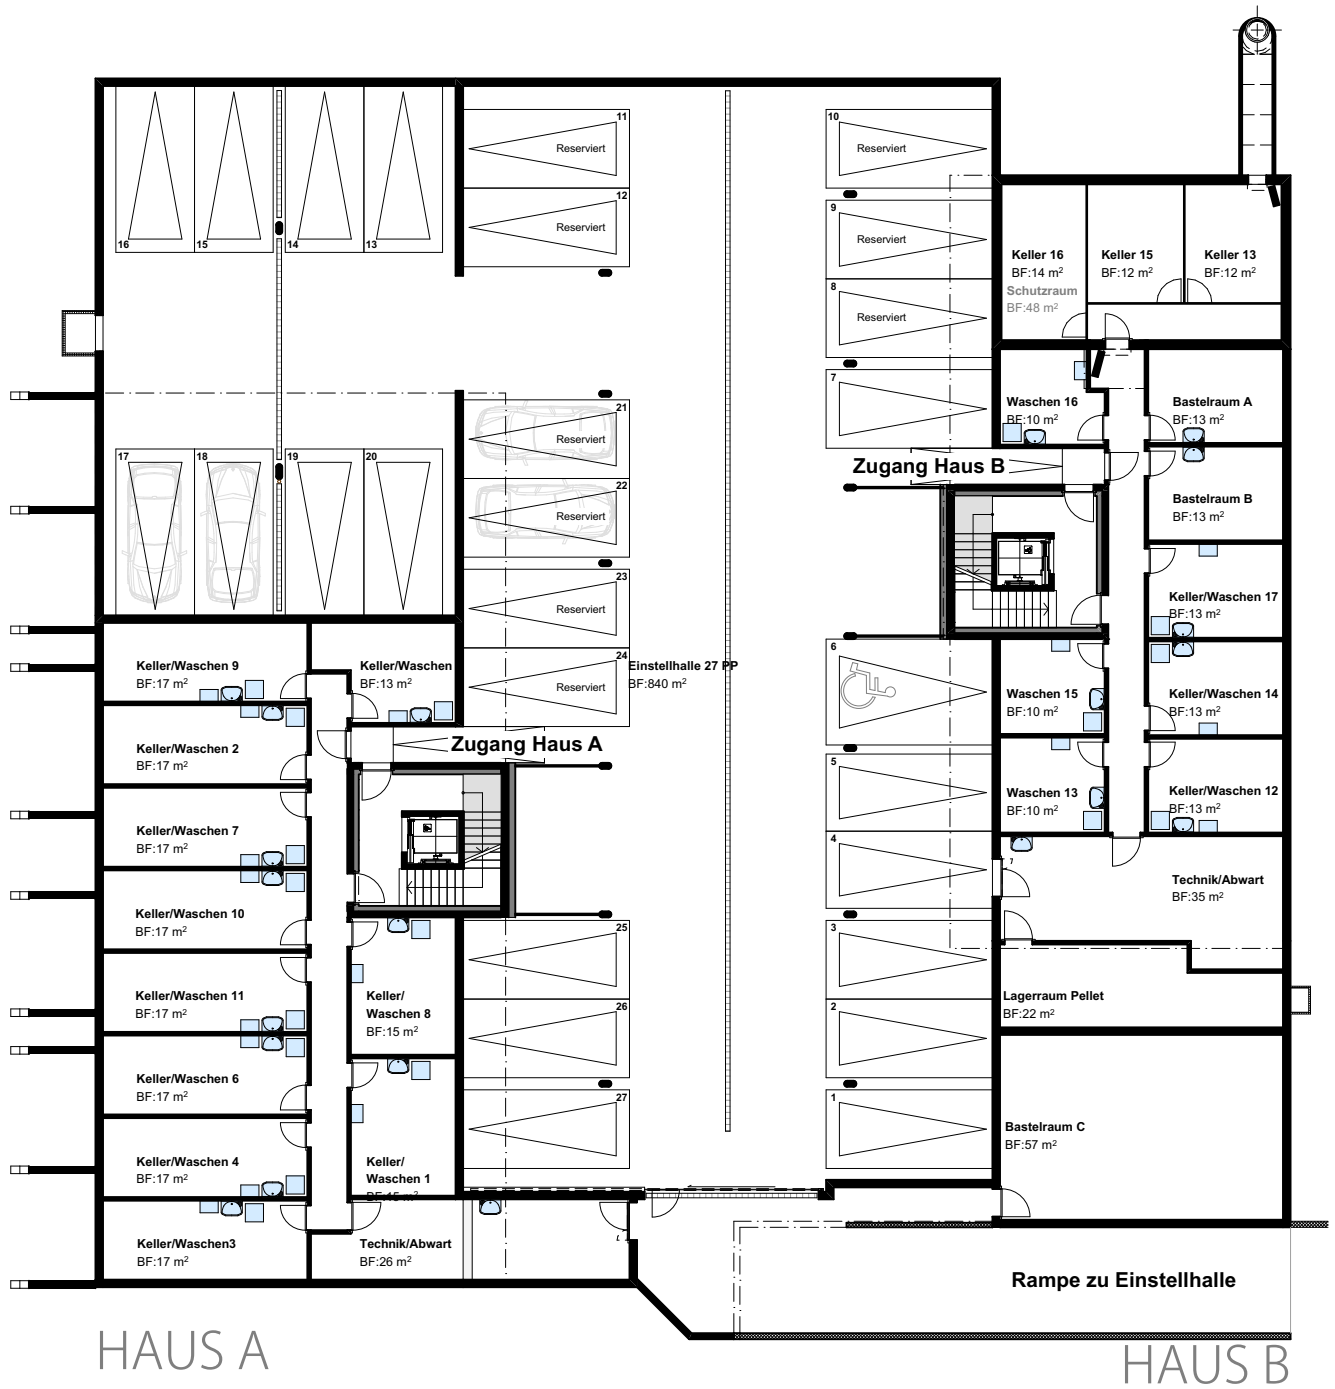 11
Reserviert
12
Reserviert
16
15
14
13
10
Reserviert
9
Reserviert
8
Reserviert
7
Keller 16
BF:14 m²
Schutzraum
BF:48 m²
Keller 15
BF:12 m²
Keller 13
BF:12 m²
Waschen 16
BF:10 m²
Bastelraum A
BF:13 m²
Zugang Haus B
Bastelraum B
BF:13 m²
17
18
19
20
21
Reserviert
22
Reserviert
23
Reserviert
24
Reserviert
Einstellhalle 27 PP
BF:840 m²
Keller/Waschen 17
BF:13 m²
6
Waschen 15
BF:10 m²
Keller/Waschen 14
BF:13 m²
Keller/Waschen 9
BF:17 m²
Keller/Waschen
BF:13 m²
Zugang Haus A
Keller/Waschen 2
BF:17 m²
5
Waschen 13
BF:10 m²
Keller/Waschen 12
BF:13 m²
Keller/Waschen 7
BF:17 m²
4
Technik/Abwart
BF:35 m²
Keller/Waschen 10
BF:17 m²
25
3
Keller/Waschen 11
BF:17 m²
Keller/
Waschen 8
BF:15 m²
26
2
Lagerraum Pellet
BF:22 m²
Keller/Waschen 6
BF:17 m²
27
1
Bastelraum C
BF:57 m²
Keller/Waschen 4
BF:17 m²
Keller/
Waschen 1
BF:15 m²
Keller/Waschen3
BF:17 m²
Technik/Abwart
BF:26 m²
Rampe zu Einstellhalle
HAUS A
HAUS B